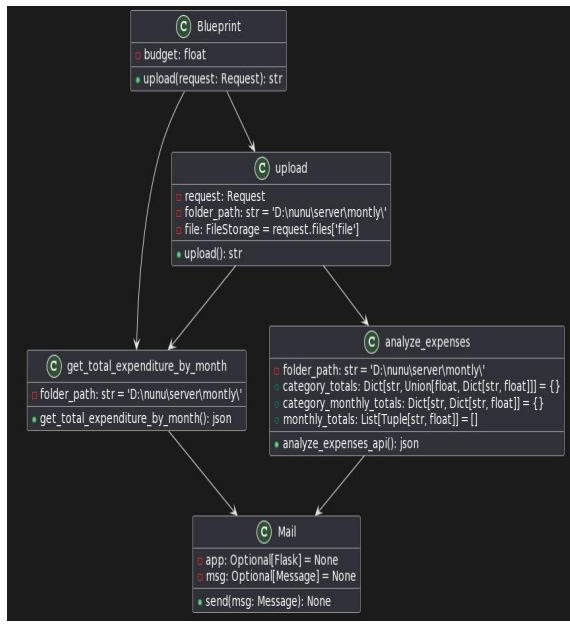 C Blueprint
budget: float
upload(request: Request): str
C upload
request: Request
folder_path: str = 'D:\nunu\server\montly\'
file: FileStorage = request.files['file']
upload(): str
C get_total_expenditure_by_month
folder_path: str = 'D:\nunu\server\montly\'
get_total_expenditure_by_month(): json
C analyze_expenses
folder_path: str = 'D:\nunu\server\montly\'
category_totals: Dict[str, Union[float, Dict[str, float]]] = {}
category_monthly_totals: Dict[str, Dict[str, float]] = {}
monthly_totals: List[Tuple[str, float]] = []
analyze_expenses_api(): json
C Mail
app: Optional[Flask] = None
msg: Optional[Message] = None
send(msg: Message): None